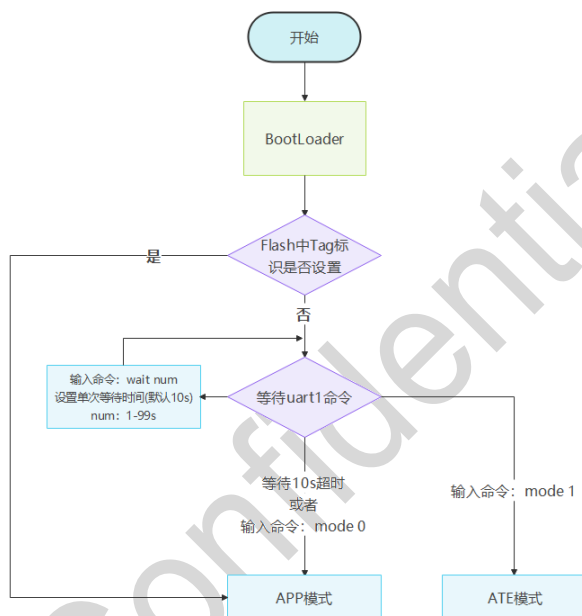 开始
BootLoader
Flash中Tag标
识是否设置
是
否
输入命令：wait num
设置单次等待时间(默认10s)
num：1-99s
等待uart1命令
等待10s超时
或者
输入命令：mode 0
输入命令：mode 1
APP模式
ATE模式
Confidential